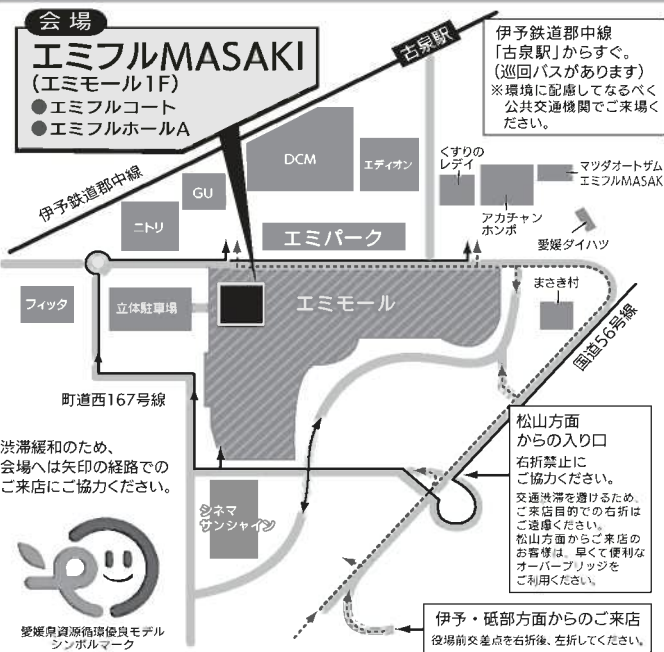 会場
エミフルMASAKI
(エミモール1F)
●エミフルコート
●エミフルホールA
古泉駅
伊予鉄道郡中線
「古泉駅」からすぐ。
(巡回バスがあります)
※環境に配慮してなるべく
公共交通機関でご来場く
ださい。
伊予鉄道郡中線
DCM
エディオン
くすりの
レデイ
アカチャン
ホンポ
マツダオートザム
エミフルMASAK
愛媛ダイハツ
GU
ニトリ
エミパーク
フィッタ
立体駐車場
エミモール
まさき村
国道56号線
町道西167号線
渋滞緩和のため、
会場へは矢印の経路での
ご来店にご協力ください。
シネマ
サンシャイン
松山方面
からの入り口
右折禁止に
ご協力ください。
交通渋滞を避けるため、
ご来店目的での右折は
ご遠慮ください。
松山方面からご来店の
お客様は、早くて便利な
オーバーブリッジを
ご利用ください。
伊予・砥部方面からのご来店
役場前交差点を右折後、左折してください。
愛媛県資源循環優良モデル
シンボルマーク